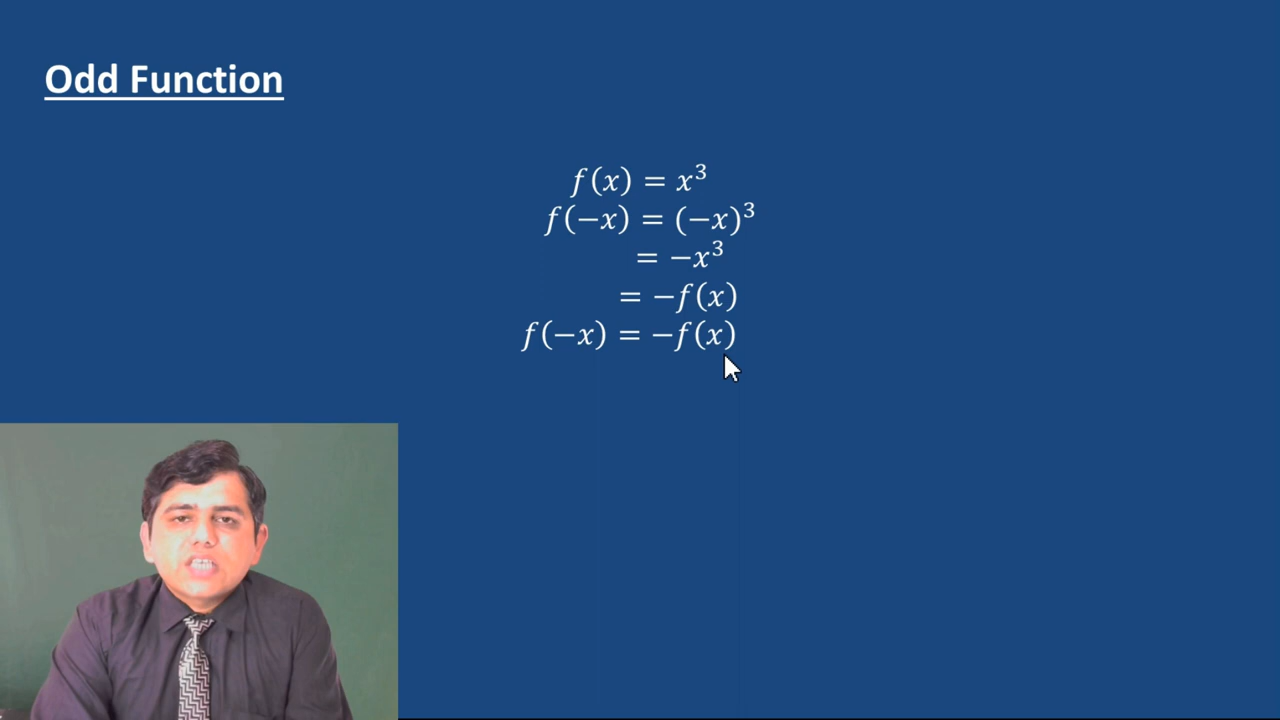 Odd Function
f(x) = x³
f(−x) = (−x)³
= −x³
= −f(x)
f(−x) = −f(x)